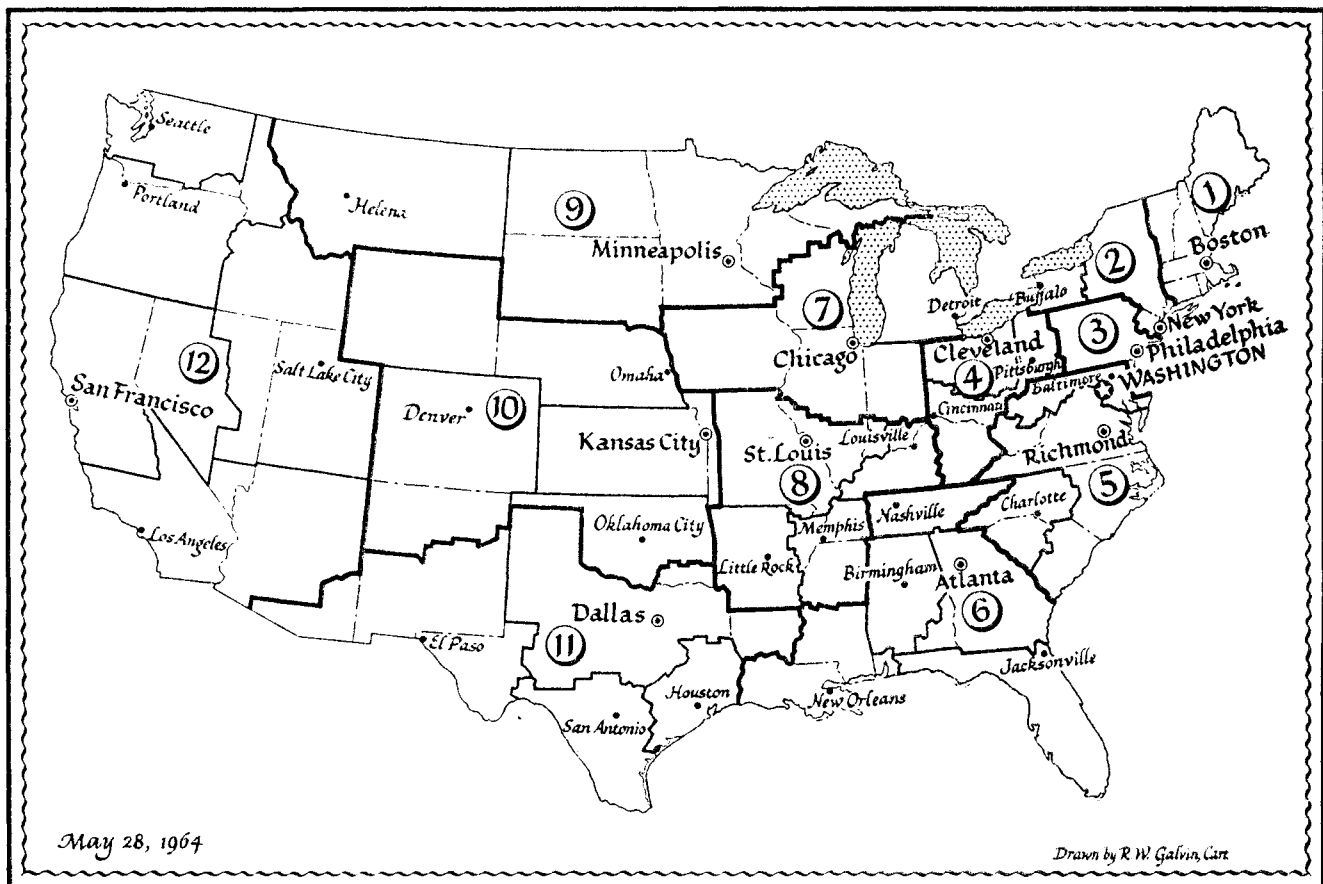 Seattle
Portland
Helena
9
Minneapolis
1
Boston
2
Buffalo
Detroit
7
New York
3
Philadelphia
Cleveland
Chicago
Pittsburgh
4
WASHINGTON
Baltimore
12
Salt Lake City
Omaha
San Francisco
Denver
10
Cincinnati
Kansas City
St. Louis
Louisville
Richmond
8
5
Nashville
Charlotte
Oklahoma City
Memphis
Los Angeles
Little Rock
Birmingham
Atlanta
6
Dallas
El Paso
11
Jacksonville
Houston
New Orleans
San Antonio
May 28, 1964
Drawn by R. W. Galvin, Cart.